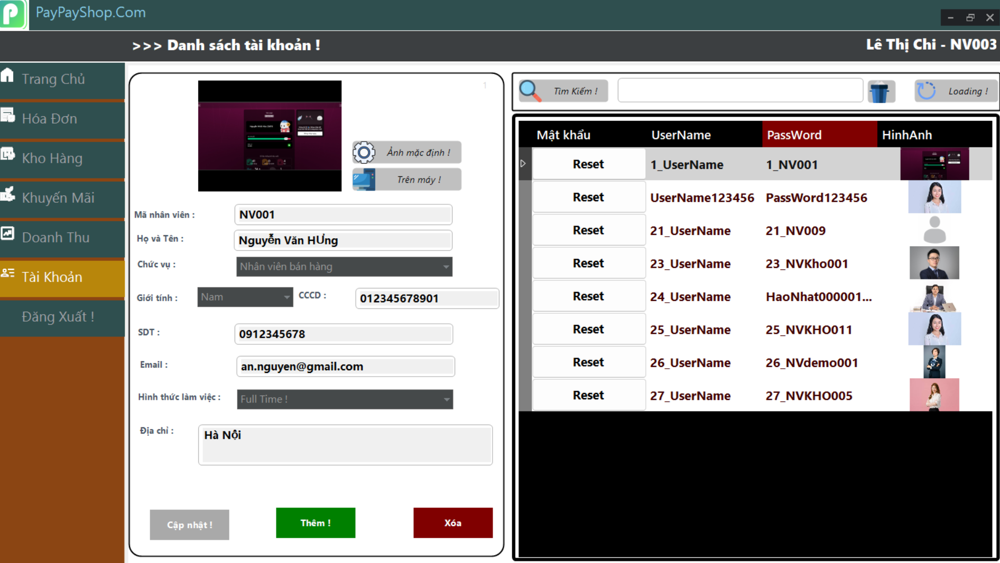 PayPayShop.Com
>>> Danh sách tài khoản !
Lê Thị Chi - NV003
Trang Chủ
Hóa Đơn
Kho Hàng
Khuyến Mãi
Doanh Thu
Tài Khoản
Đăng Xuất !
1
Ảnh mặc định !
Trên máy !
Mã nhân viên :
NV001
Họ và Tên :
Nguyễn Văn HƯng
Chức vụ :
Nhân viên bán hàng
Giới tính :
Nam
CCCD :
012345678901
SDT :
0912345678
Email :
an.nguyen@gmail.com
Hình thức làm việc :
Full Time !
Địa chỉ :
Hà Nội
Cập nhật !
Thêm !
Xóa
Tìm Kiếm !
Loading !
Mật khẩu UserName PassWord HinhAnh
Reset 1_UserName 1_NV001
Reset UserName123456 PassWord123456
Reset 21_UserName 21_NV009
Reset 23_UserName 23_NVKho001
Reset 24_UserName HaoNhat000001...
Reset 25_UserName 25_NVKHO011
Reset 26_UserName 26_NVdemo001
Reset 27_UserName 27_NVKHO005